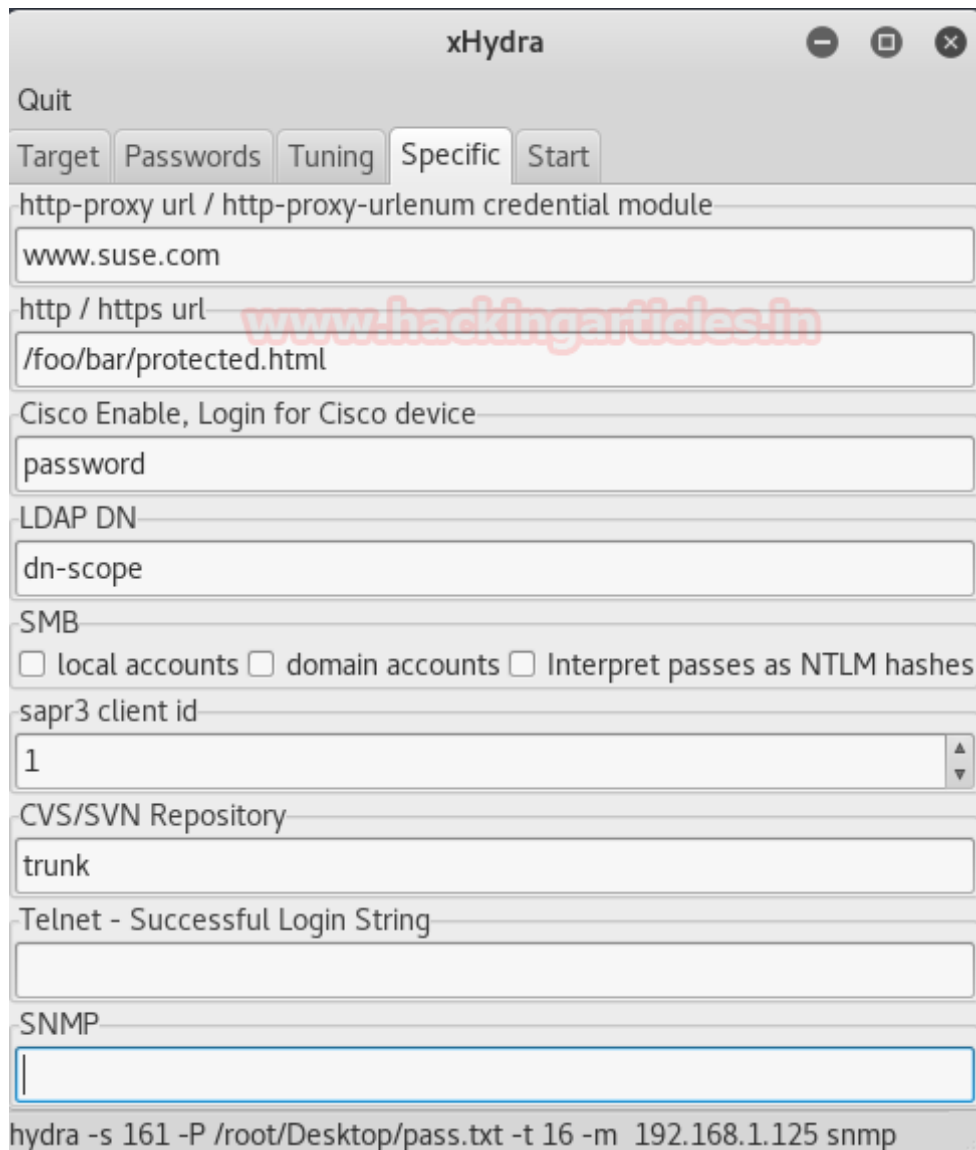 xHydra
Quit
Target Passwords Tuning Specific Start
http-proxy url / http-proxy-urlenum credential module
www.suse.com
http / https url
www.hackingarticles.in
/foo/bar/protected.html
Cisco Enable, Login for Cisco device
password
LDAP DN
dn-scope
SMB
local accounts domain accounts Interpret passes as NTLM hashes
sapr3 client id
1
CVS/SVN Repository
trunk
Telnet - Successful Login String
SNMP
hydra -s 161 -P /root/Desktop/pass.txt -t 16 -m  192.168.1.125 snmp